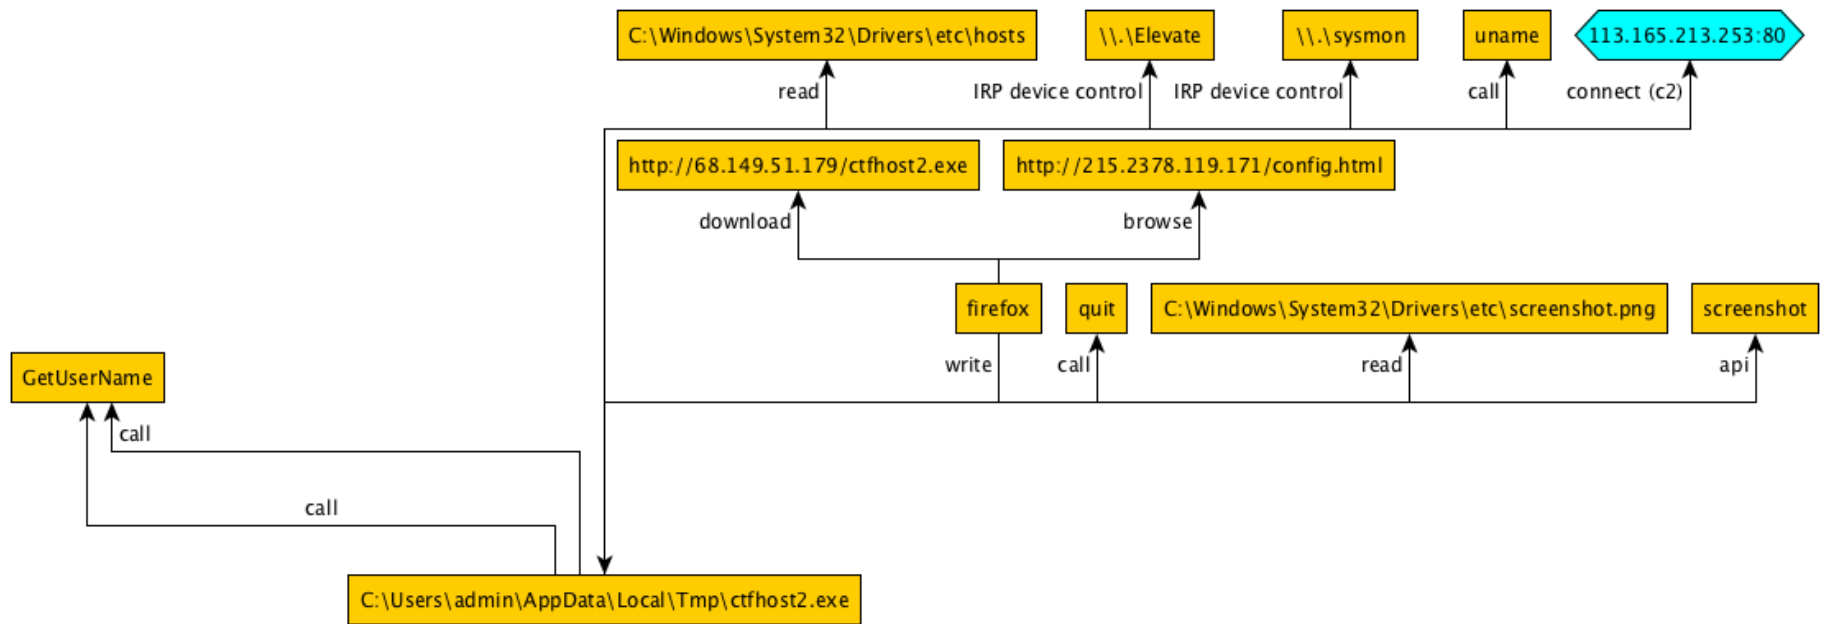 C:\Windows\System32\Drivers\etc\hosts
\\.\Elevate
\\.\sysmon
uname
113.165.213.253:80
read
IRP device control
IRP device control
call
connect (c2)
http://68.149.51.179/ctfhost2.exe
http://215.2378.119.171/config.html
download
browse
firefox
quit
C:\Windows\System32\Drivers\etc\screenshot.png
screenshot
write
call
read
api
GetUserName
call
call
C:\Users\admin\AppData\Local\Tmp\ctfhost2.exe